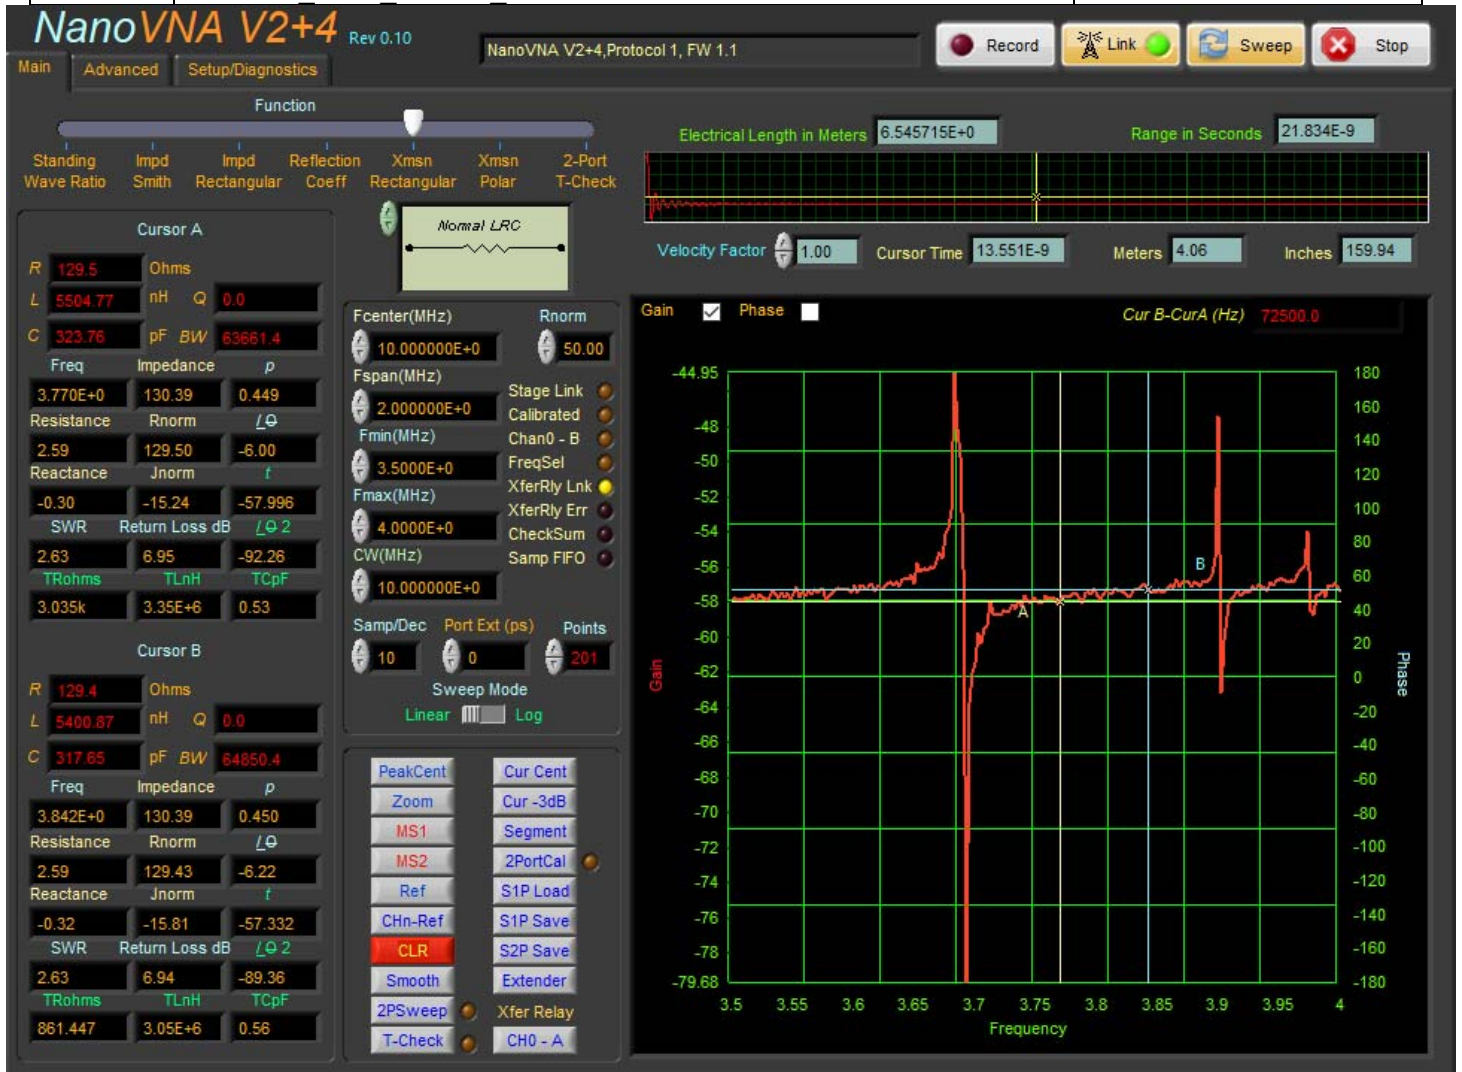 NanoVNA V2+4 Rev 0.10
NanoVNA V2+4,Protocol 1, FW 1.1
Record Link Sweep Stop
Main Advanced Setup/Diagnostics
Function
Standing Wave Ratio
Impd Smith
Impd Rectangular
Reflection Coeff
Xmsn Rectangular
Xmsn Polar
2-Port T-Check
Electrical Length in Meters 6.545715E+0 Range in Seconds 21.834E-9
Velocity Factor 1.00 Cursor Time 13.551E-9 Meters 4.06 Inches 159.94
Normal LRC
Cursor A
R 129.5 Ohms
L 5504.77 nH Q 0.0
C 323.76 pF BW 63661.4
Freq Impedance p
3.770E+0 130.39 0.449
Resistance Rnorm /Θ
2.59 129.50 -6.00
Reactance Jnorm t
-0.30 -15.24 -57.996
SWR Return Loss dB /Θ 2
2.63 6.95 -92.26
TRohms TLnH TCpF
3.035k 3.35E+6 0.53
Cursor B
R 129.4 Ohms
L 5400.87 nH Q 0.0
C 317.65 pF BW 64850.4
Freq Impedance p
3.842E+0 130.39 0.450
Resistance Rnorm /Θ
2.59 129.43 -6.22
Reactance Jnorm t
-0.32 -15.81 -57.332
SWR Return Loss dB /Θ 2
2.63 6.94 -89.36
TRohms TLnH TCpF
861.447 3.05E+6 0.56
Fcenter(MHz) Rnorm
10.000000E+0 50.00
Fspan(MHz)
2.000000E+0
Fmin(MHz)
3.5000E+0
Fmax(MHz)
4.0000E+0
CW(MHz)
10.000000E+0
Stage Link
Calibrated
Chan0 - B
FreqSel
XferRly Lnk
XferRly Err
CheckSum
Samp FIFO
Samp/Dec Port Ext (ps) Points
10 0 201
Sweep Mode
Linear Log
PeakCent Cur Cent
Zoom Cur -3dB
MS1 Segment
MS2 2PortCal
Ref S1P Load
CHn-Ref S1P Save
CLR S2P Save
Smooth Extender
2PSweep Xfer Relay
T-Check CH0 - A
Gain Phase Cur B-CurA (Hz) 72500.0
-44.95
-48
-50
-52
-54
-56
-58
-60
-62
-64
-66
-68
-70
-72
-74
-76
-78
-79.68
Gain
A
B
180
160
140
120
100
80
60
40
20
0
-20
-40
-60
-80
-100
-120
-140
-160
-180
Phase
3.5 3.55 3.6 3.65 3.7 3.75 3.8 3.85 3.9 3.95 4
Frequency